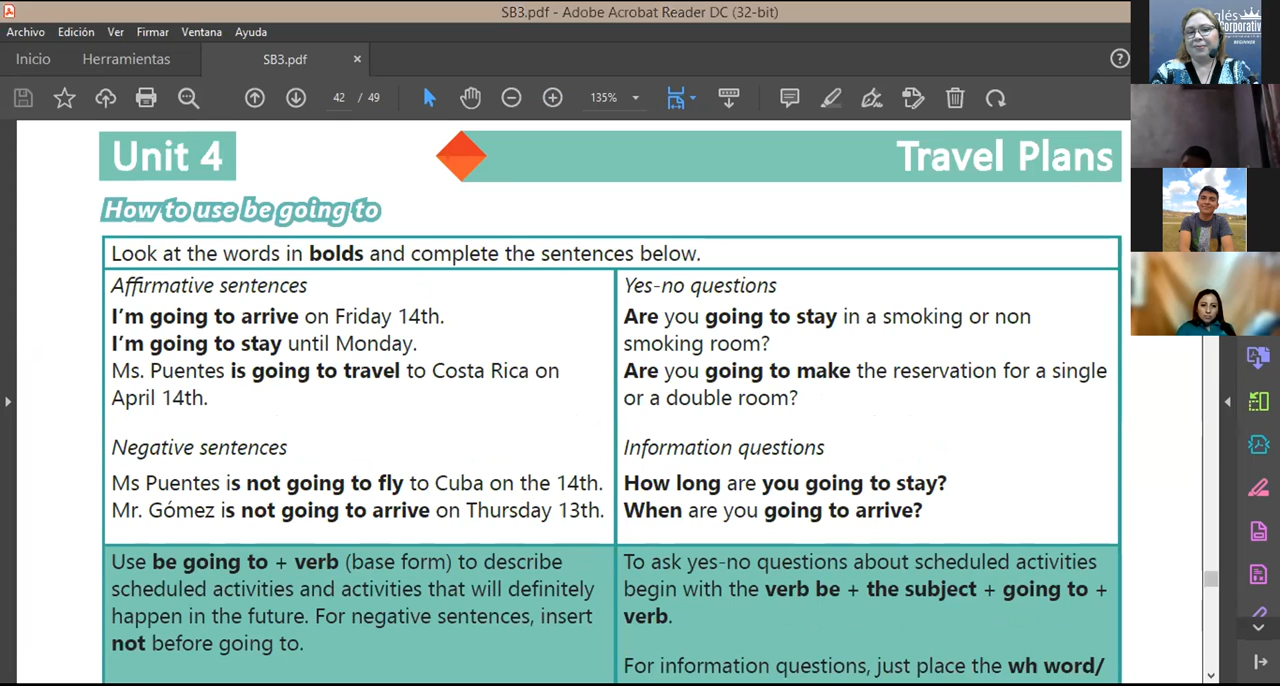 SB3.pdf - Adobe Acrobat Reader DC (32-bit)
Archivo Edición Ver Firmar Ventana Ayuda
Inicio Herramientas SB3.pdf ×
42 / 49 135%
Unit 4 Travel Plans
How to use be going to
Look at the words in bolds and complete the sentences below.
Affirmative sentences
I'm going to arrive on Friday 14th.
I'm going to stay until Monday.
Ms. Puentes is going to travel to Costa Rica on
April 14th.
Negative sentences
Ms Puentes is not going to fly to Cuba on the 14th.
Mr. Gómez is not going to arrive on Thursday 13th.
Use be going to + verb (base form) to describe
scheduled activities and activities that will definitely
happen in the future. For negative sentences, insert
not before going to.
Yes-no questions
Are you going to stay in a smoking or non
smoking room?
Are you going to make the reservation for a single
or a double room?
Information questions
How long are you going to stay?
When are you going to arrive?
To ask yes-no questions about scheduled activities
begin with the verb be + the subject + going to +
verb.
For information questions, just place the wh word/
glés
Corporativ
BEGINNER